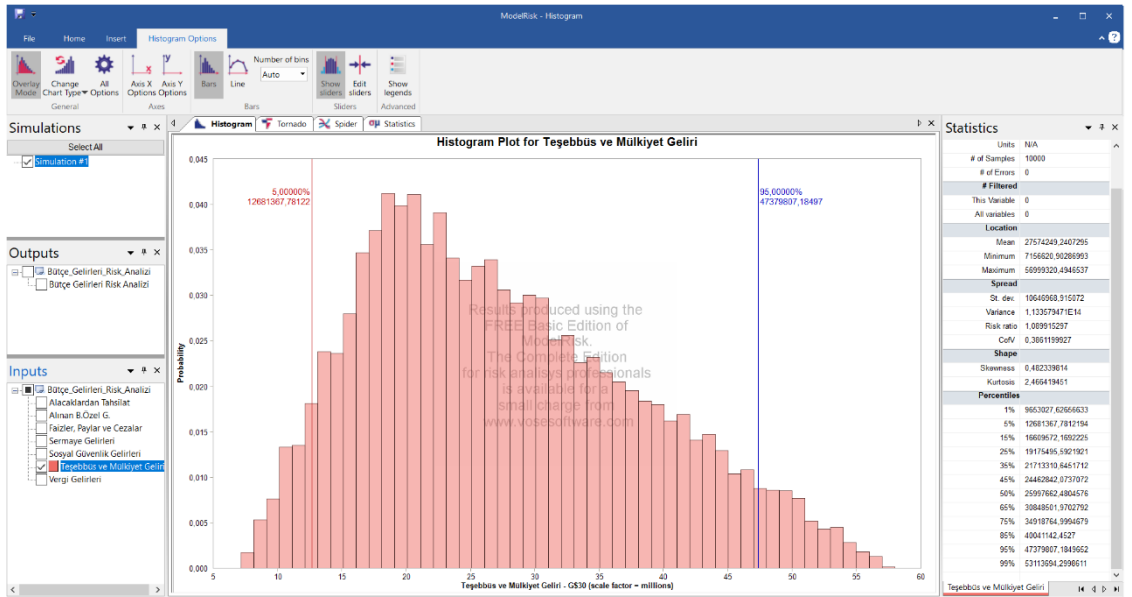 ModelRisk - Histogram
File Home Insert Histogram Options
Overlay Mode
Change Chart Type
All Options
General
Axis X Options
Axis Y Options
Axes
Bars
Line
Number of bins
Auto
Bars
Show sliders
Edit sliders
Sliders
Show legends
Advanced
Simulations
Select All
Simulation #1
Outputs
Bütçe_Gelirleri_Risk_Analizi
Bütçe Gelirleri Risk Analizi
Inputs
Bütçe_Gelirleri_Risk_Analizi
Alacaklardan Tahsilat
Alınan B.Özel G.
Faizler, Paylar ve Cezalar
Sermaye Gelirleri
Sosyal Güvenlik Gelirleri
Teşebbüs ve Mülkiyet Geliri
Vergi Gelirleri
Histogram Tornado Spider Statistics
Histogram Plot for Teşebbüs ve Mülkiyet Geliri
0,045
0,040
0,035
0,030
0,025
0,020
0,015
0,010
0,005
0,000
Probability
5,00000%
12681367,78122
95,00000%
47379807,18497
Results produced using the
FREE Basic Edition of
ModelRisk.
The Complete Edition
for risk analisys professionals
is available for a
small charge from
www.vosesoftware.com
5 10 15 20 25 30 35 40 45 50 55 60
Teşebbüs ve Mülkiyet Geliri - G$30 (scale factor = millions)
Statistics
Units N/A
# of Samples 10000
# of Errors 0
# Filtered
This Variable 0
All variables 0
Location
Mean 27574249,2407295
Minimum 7156620,90286993
Maximum 56999320,4946537
Spread
St. dev. 10646968,915072
Variance 1,133579471E14
Risk ratio 1,089915297
CofV 0,3861199927
Shape
Skewness 0,482339814
Kurtosis 2,466419451
Percentiles
1% 9653027,62656633
5% 12681367,7812194
15% 16609572,1692225
25% 19175495,5921921
35% 21713310,6451712
45% 24462842,0737072
50% 25997662,4804576
65% 30848501,9702792
75% 34918764,9994679
85% 40041142,4527
95% 47379807,1849652
99% 53113694,2998611
Teşebbüs ve Mülkiyet Geliri